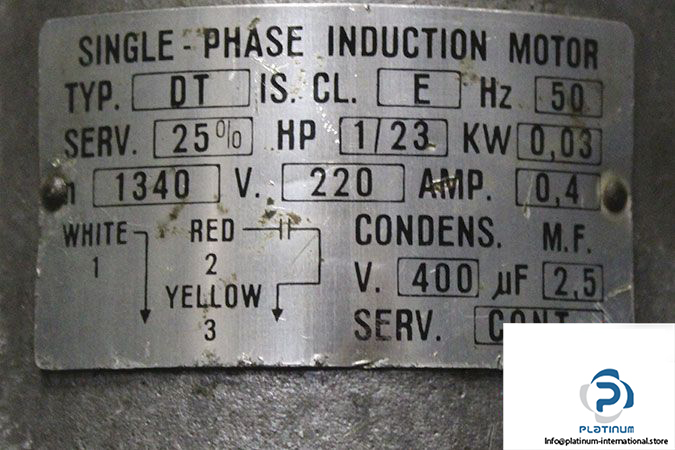 SINGLE-PHASE INDUCTION MOTOR
TYP. DT IS. CL. E Hz 50
SERV. 25% HP 1/23 KW 0,03
n 1340 V. 220 AMP. 0,4
WHITE RED CONDENS. M.F.
1 2 V. 400 µF 2,5
YELLOW
3 SERV. CONT
PLATINUM
Info@platinum-international.store